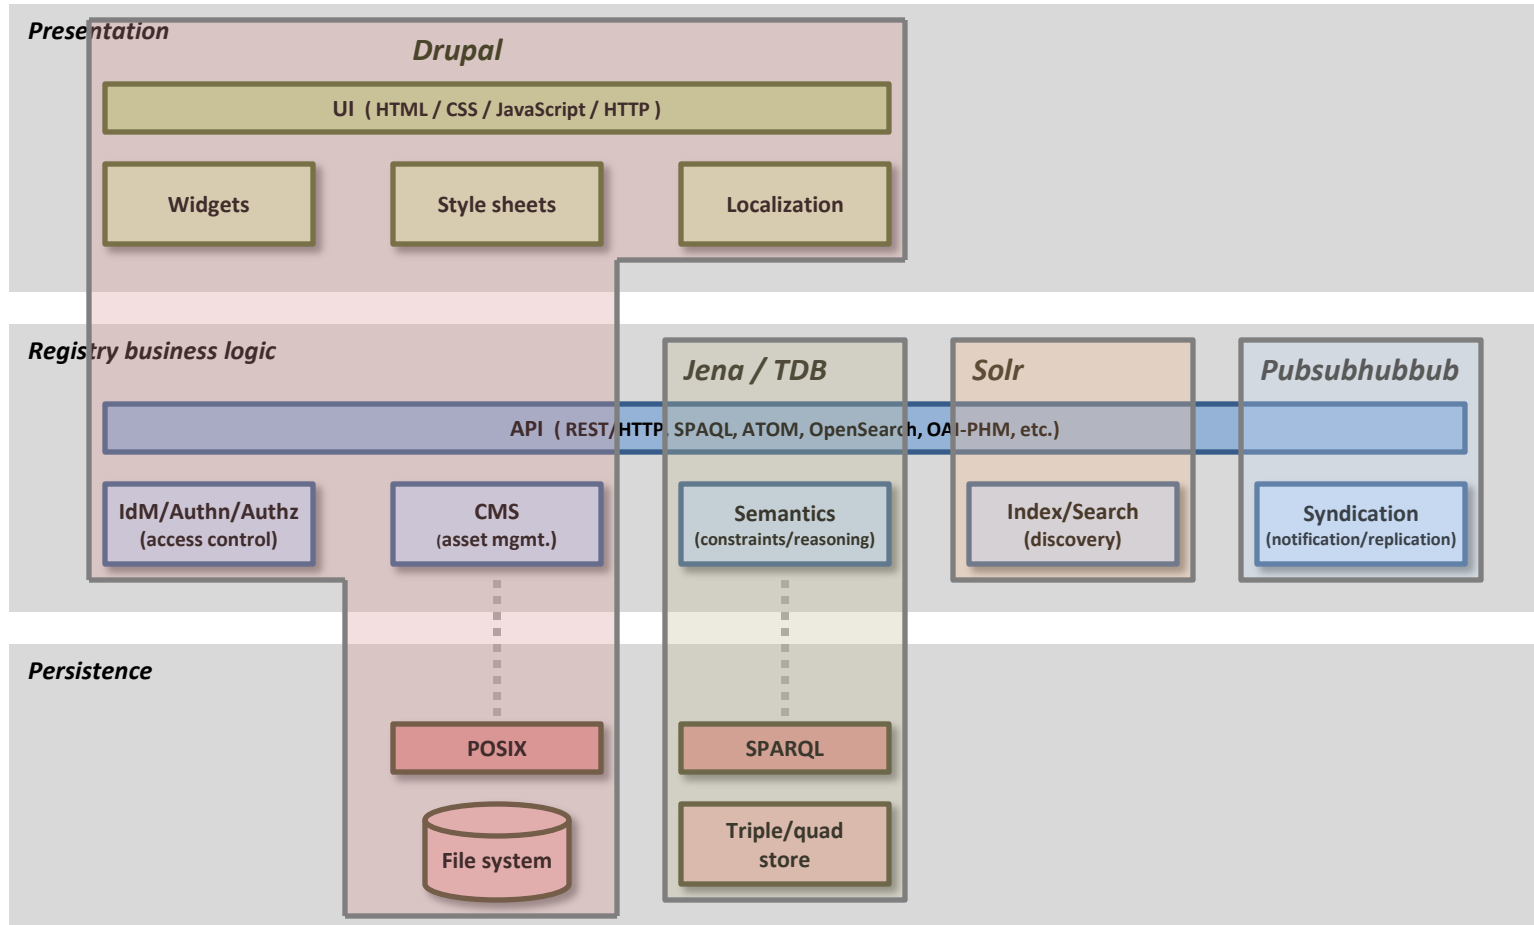 Presentation
Drupal
UI ( HTML / CSS / JavaScript / HTTP )
Widgets
Style sheets
Localization
Registry business logic
Jena / TDB
Solr
Pubsubhubbub
API ( REST/HTTP, SPAQL, ATOM, OpenSearch, OAI-PHM, etc.)
IdM/Authn/Authz
(access control)
CMS
(asset mgmt.)
Semantics
(constraints/reasoning)
Index/Search
(discovery)
Syndication
(notification/replication)
Persistence
POSIX
SPARQL
File system
Triple/quad
store